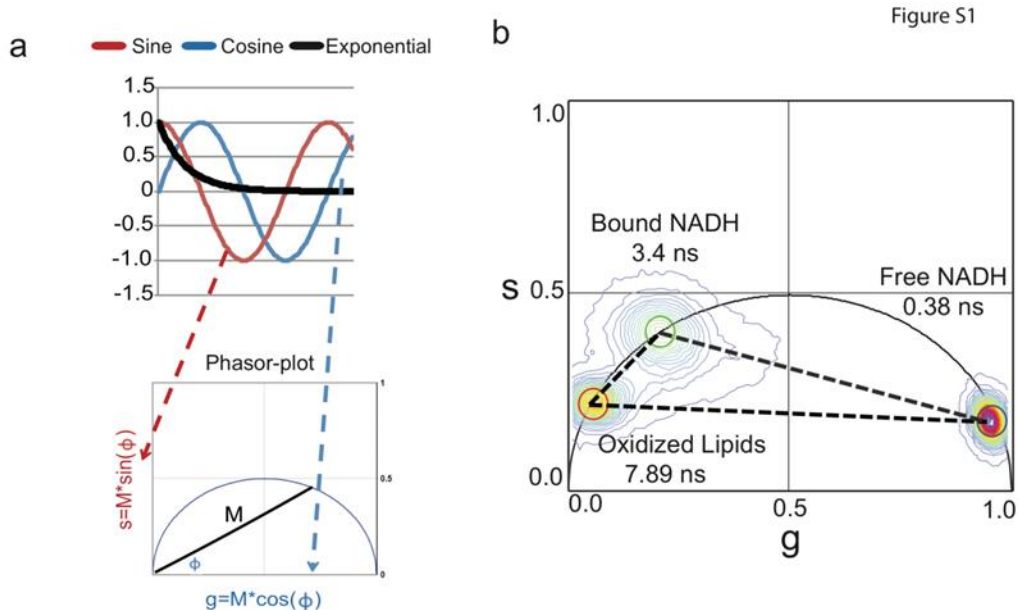 Figure S1
a
Sine Cosine Exponential
1.5
1.0
0.5
0
-0.5
-1.0
-1.5
Phasor-plot
1
0.5
0
s=M*sin(ϕ)
M
ϕ
g=M*cos(ϕ)
b
1.0
Bound NADH
3.4 ns
Free NADH
0.38 ns
s
0.5
Oxidized Lipids
7.89 ns
0.0
0.0
0.5
1.0
g